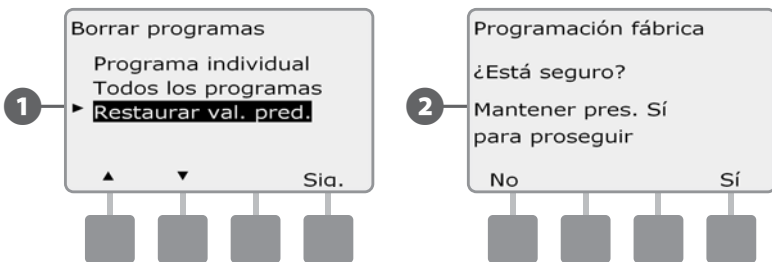 1
Borrar programas
Programa individual
Todos los programas
► Restaurar val. pred.
▲ ▼ Sig.
2
Programación fábrica
¿Está seguro?
Mantener pres. Sí
para proseguir
No Sí